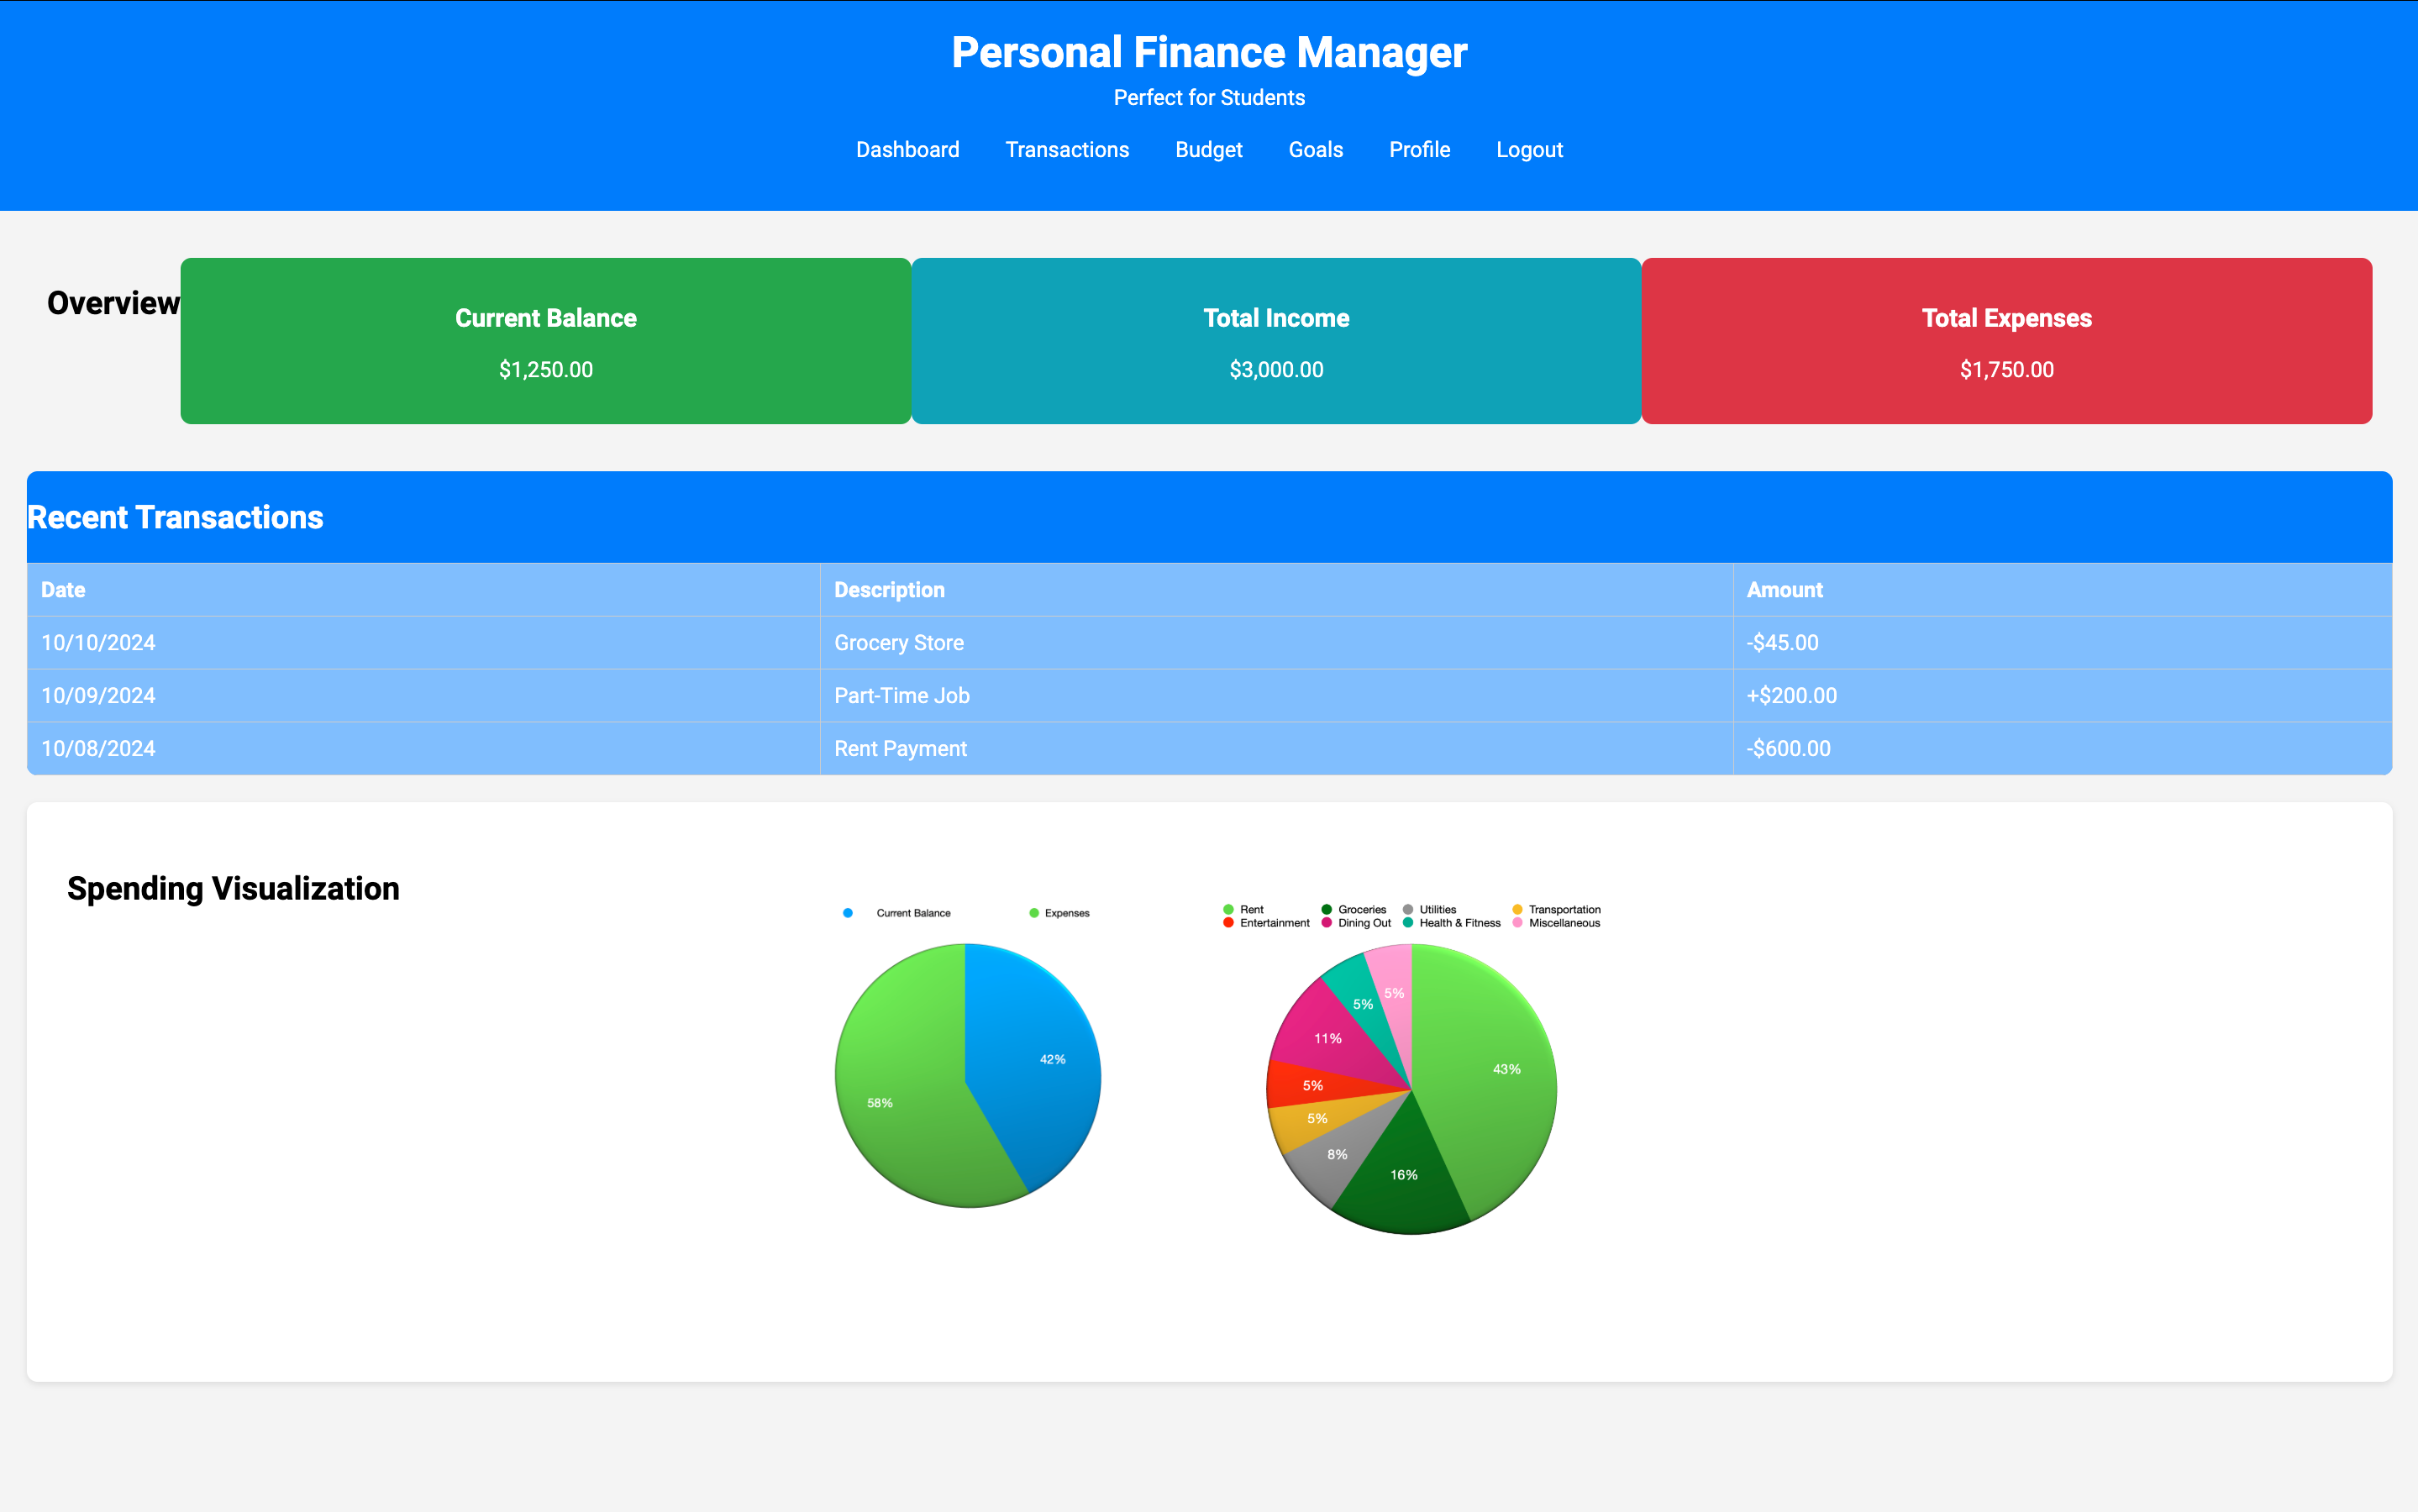 Personal Finance Manager
Perfect for Students
Dashboard Transactions Budget Goals Profile Logout
Overview
Current Balance
$1,250.00
Total Income
$3,000.00
Total Expenses
$1,750.00
Recent Transactions
Date Description Amount
10/10/2024 Grocery Store -$45.00
10/09/2024 Part-Time Job +$200.00
10/08/2024 Rent Payment -$600.00
Spending Visualization
Current Balance Expenses
42%
58%
Rent Groceries Utilities Transportation
Entertainment Dining Out Health & Fitness Miscellaneous
5%
5%
11%
43%
5%
5%
8%
16%